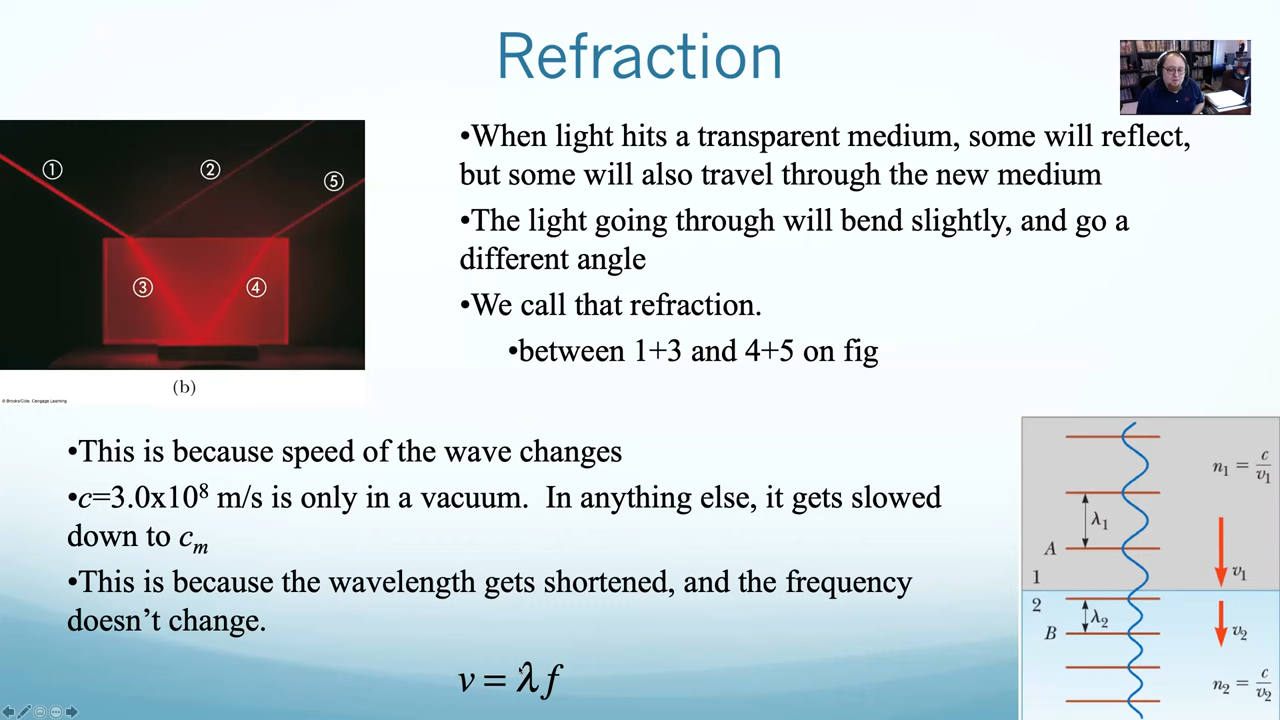 Refraction
①
②
⑤
③
④
(b)
© Brooks/Cole, Cengage Learning
•When light hits a transparent medium, some will reflect,
but some will also travel through the new medium
•The light going through will bend slightly, and go a
different angle
•We call that refraction.
•between 1+3 and 4+5 on fig
•This is because speed of the wave changes
•c=3.0x10⁸ m/s is only in a vacuum.  In anything else, it gets slowed
down to cₘ
•This is because the wavelength gets shortened, and the frequency
doesn’t change.
v = λf
n₁ = c/v₁
λ₁
A
v₁
1
2
λ₂
v₂
B
n₂ = c/v₂